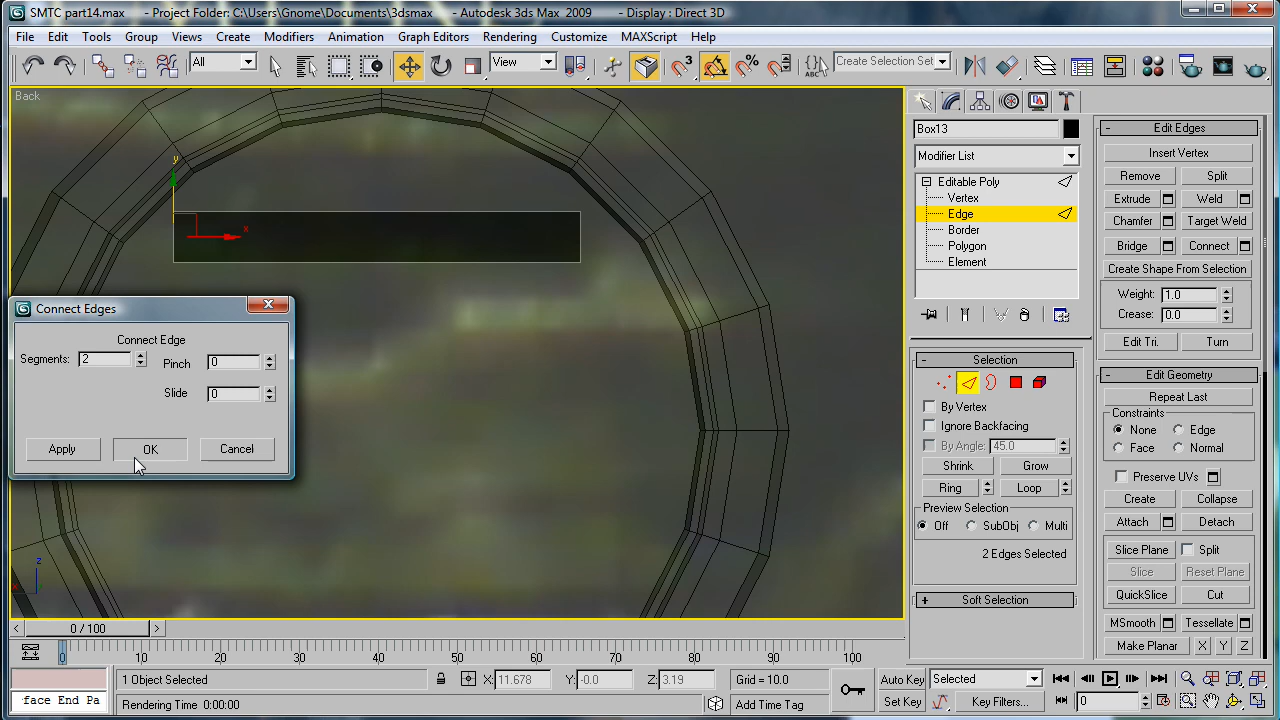 SMTC part14.max - Project Folder: C:\Users\Gnome\Documents\3dsmax - Autodesk 3ds Max 2009 - Display : Direct 3D
File Edit Tools Group Views Create Modifiers Animation Graph Editors Rendering Customize MAXScript Help
All View Create Selection Set
Back
y
x
z
Connect Edges
Connect Edge
Segments: 2 Pinch 0
Slide 0
Apply OK Cancel
Box13
Modifier List
Editable Poly
Vertex
Edge
Border
Polygon
Element
Selection
By Vertex
Ignore Backfacing
By Angle: 45.0
Shrink Grow
Ring Loop
Preview Selection
Off SubObj Multi
2 Edges Selected
Soft Selection
Edit Edges
Insert Vertex
Remove Split
Extrude Weld
Chamfer Target Weld
Bridge Connect
Create Shape From Selection
Weight: 1.0
Crease: 0.0
Edit Tri. Turn
Edit Geometry
Repeat Last
Constraints
None Edge
Face Normal
Preserve UVs
Create Collapse
Attach Detach
Slice Plane Split
Slice Reset Plane
QuickSlice Cut
MSmooth Tessellate
Make Planar X Y Z
0 / 100
0 10 20 30 40 50 60 70 80 90 100
1 Object Selected X: 11.678 Y: -0.0 Z: 3.19 Grid = 10.0 Auto Key Selected
face End Pa Rendering Time 0:00:00 Add Time Tag Set Key Key Filters... 0